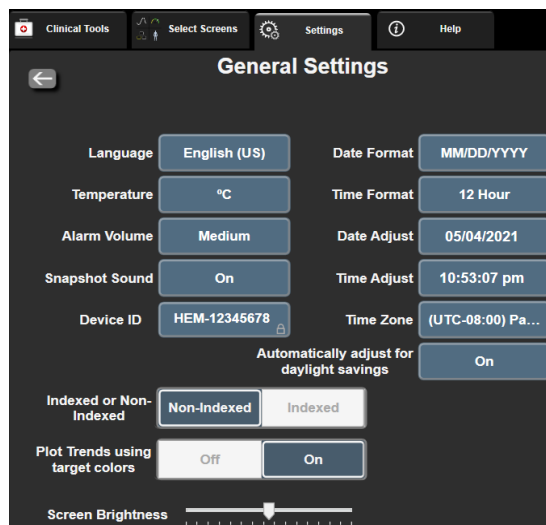 Clinical Tools
Select Screens
Settings
Help
General Settings
Language
English (US)
Date Format
MM/DD/YYYY
Temperature
ºC
Time Format
12 Hour
Alarm Volume
Medium
Date Adjust
05/04/2021
Snapshot Sound
On
Time Adjust
10:53:07 pm
Device ID
HEM-12345678
Time Zone
(UTC-08:00) Pa...
Automatically adjust for
daylight savings
On
Indexed or Non-
Indexed
Non-Indexed
Indexed
Plot Trends using
target colors
Off
On
Screen Brightness